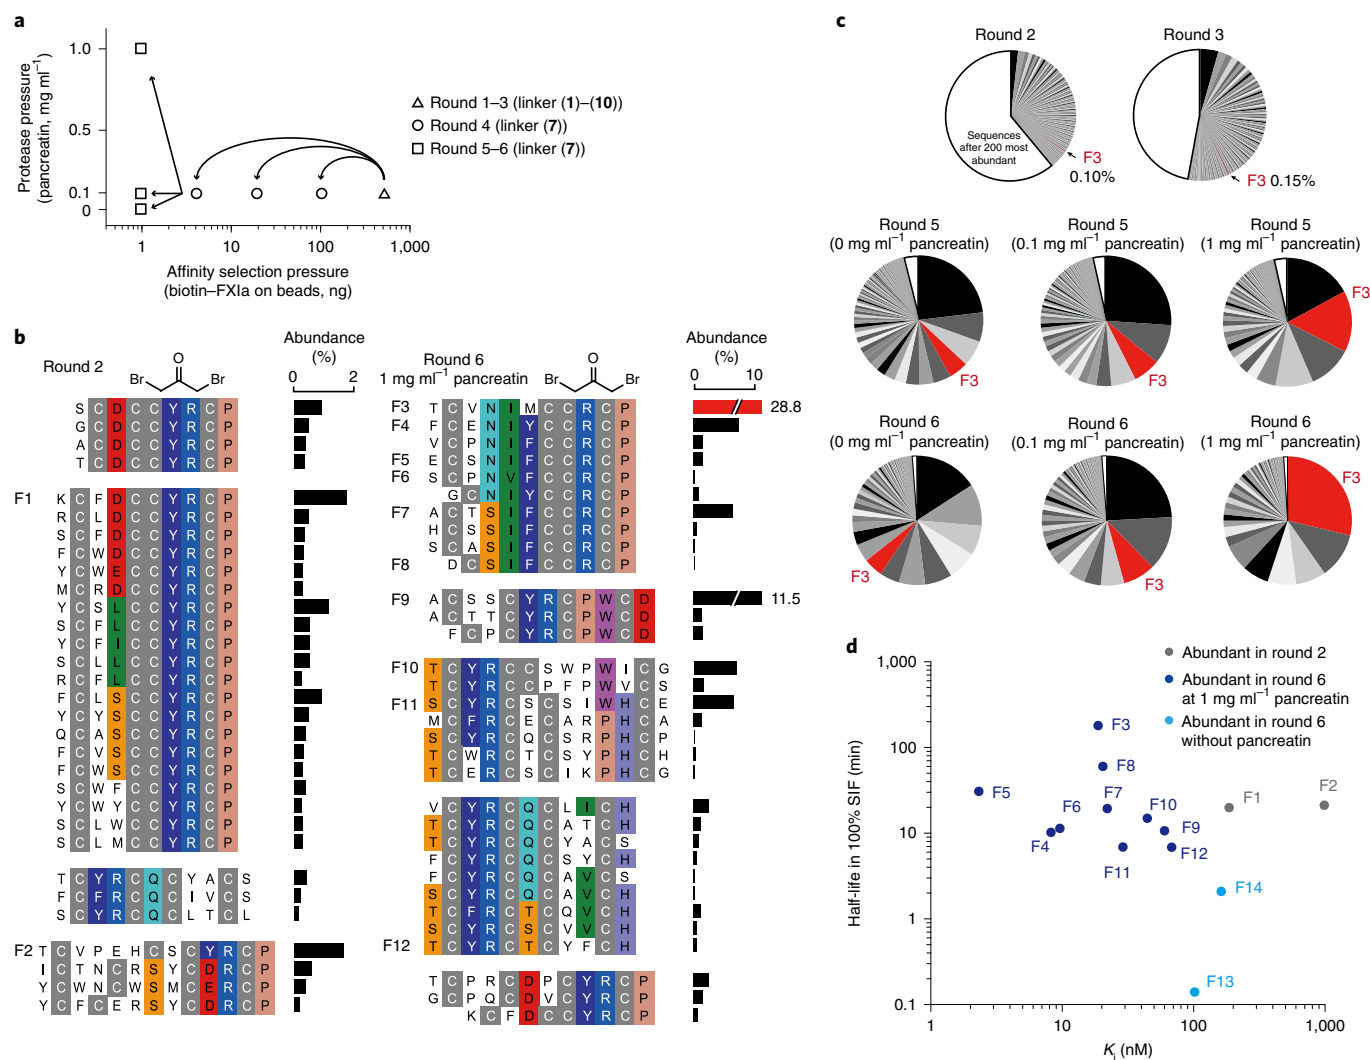 a
Protease pressure
(pancreatin, mg ml⁻¹)
1.0
0.5
0.1
0
1
10
100
1,000
Affinity selection pressure
(biotin–FXIa on beads, ng)
Round 1–3 (linker (1)–(10))
Round 4 (linker (7))
Round 5–6 (linker (7))
b
Round 2
O
Br Br
Abundance
(%)
0 2
S C D C C Y R C P
G C D C C Y R C P
A C D C C Y R C P
T C D C C Y R C P
F1 K C F D C C Y R C P
R C L D C C Y R C P
S C F D C C Y R C P
F C W D C C Y R C P
Y C W E C C Y R C P
M C R D C C Y R C P
Y C S L C C Y R C P
S C F L C C Y R C P
Y C F I C C Y R C P
S C L L C C Y R C P
R C F L C C Y R C P
F C L S C C Y R C P
Y C Y S C C Y R C P
Q C A S C C Y R C P
F C V S C C Y R C P
F C W S C C Y R C P
S C W F C C Y R C P
Y C W Y C C Y R C P
S C L W C C Y R C P
S C L M C C Y R C P
T C Y R C Q C Y A C S
F C F R C Q C I V C S
S C Y R C Q C L T C L
F2 T C V P E H C S C Y R C P
I C T N C R S Y C D R C P
Y C W N C W S M C E R C P
Y C F C E R S Y C D R C P
Round 6
1 mg ml⁻¹ pancreatin
O
Br Br
Abundance
(%)
0 10
F3 T C V N I M C C R C P 28.8
F4 F C E N I Y C C R C P
V C P N I F C C R C P
F5 E C S N I F C C R C P
F6 S C P N V F C C R C P
G C N I Y C C R C P
F7 A C T S I F C C R C P
H C S S I F C C R C P
S C A S I F C C R C P
F8 D C S I F C C R C P
F9 A C S S C Y R C P W C D 11.5
A C T T C Y R C P W C D
F C P C Y R C P W C D
F10 T C Y R C C S W P W I C G
T C Y R C C P F P W V C S
F11 S C Y R C S C S I W H C E
M C F R C E C A R P H C A
S C Y R C Q C S R P H C P
T C W R C T C S Y P H C H
T C E R C S C I K P H C G
V C Y R C Q C L I C H
T C Y R C Q C A T C H
T C Y R C Q C Y A C S
F C Y R C Q C S Y C H
F C Y R C Q C A V C S
S C Y R C Q C A V C H
T C F R C T C Q V C H
S C Y R C S C V V C H
F12 T C Y R C T C Y F C H
T C P R C D P C Y R C P
G C P Q C D V C Y R C P
K C F D C C Y R C P
c
Round 2
Sequences
after 200 most
abundant
F3
0.10%
Round 3
F3 0.15%
Round 5
(0 mg ml⁻¹ pancreatin)
F3
Round 5
(0.1 mg ml⁻¹ pancreatin)
F3
Round 5
(1 mg ml⁻¹ pancreatin)
F3
Round 6
(0 mg ml⁻¹ pancreatin)
F3
Round 6
(0.1 mg ml⁻¹ pancreatin)
F3
Round 6
(1 mg ml⁻¹ pancreatin)
F3
d
Half-life in 100% SIF (min)
1,000
100
10
1
0.1
1
10
100
1,000
Kᵢ (nM)
Abundant in round 2
Abundant in round 6
at 1 mg ml⁻¹ pancreatin
Abundant in round 6
without pancreatin
F3
F8
F5
F7
F6
F10
F1
F2
F4
F9
F11
F12
F14
F13